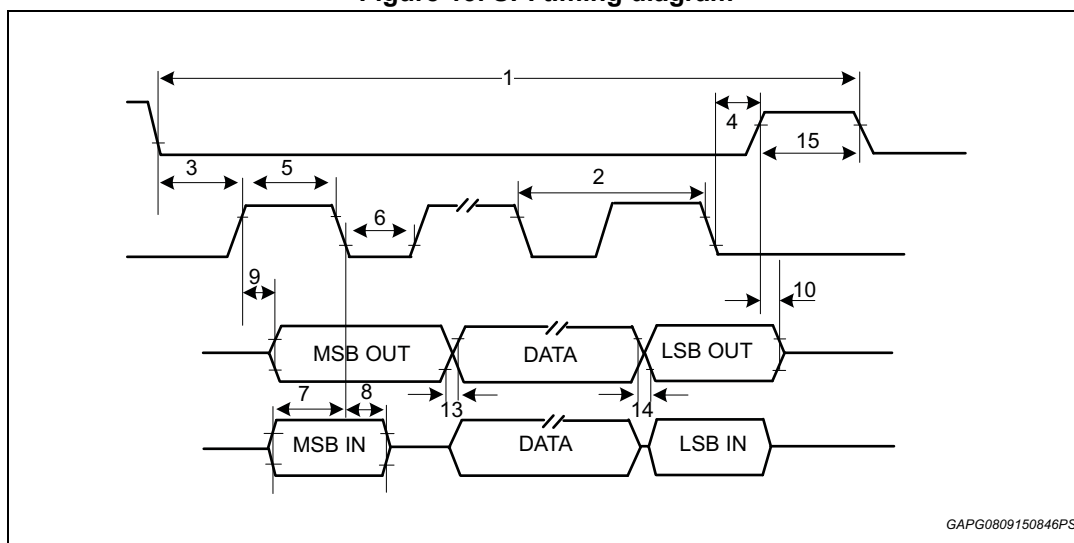 Figure SPI timing diagram
1
4
15
3
5
2
6
9
10
MSB OUT
DATA
LSB OUT
7
8
13
14
MSB IN
DATA
LSB IN
GAPG0809150846PS